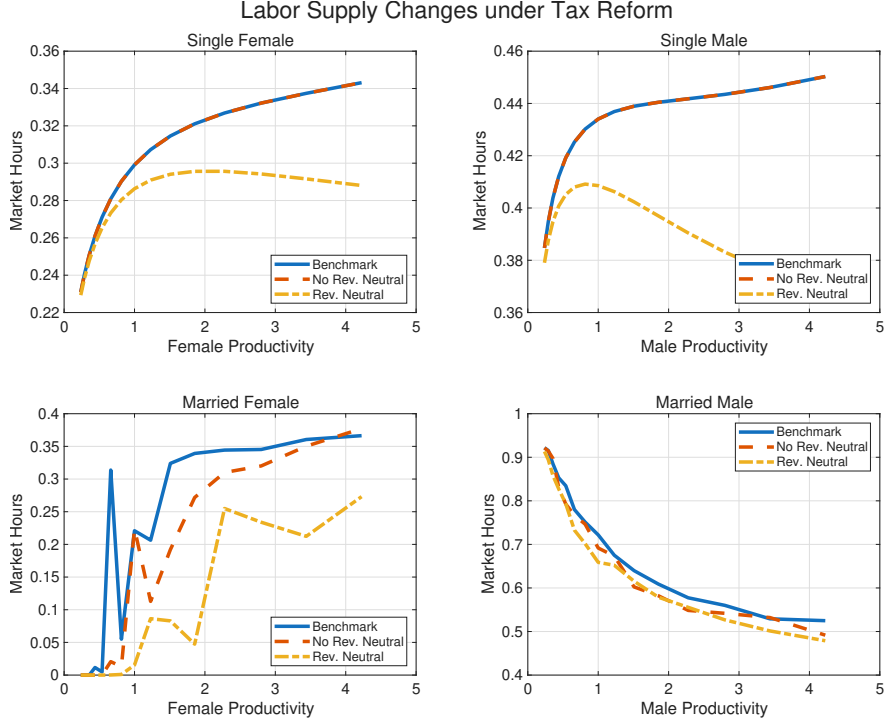 Labor Supply Changes under Tax Reform
Single Female
0.36
0.34
0.32
0.3
0.28
0.26
0.24
0.22
Market Hours
0 1 2 3 4 5
Female Productivity
Benchmark
No Rev. Neutral
Rev. Neutral
Single Male
0.46
0.44
0.42
0.4
0.38
0.36
Market Hours
0 1 2 3 4 5
Male Productivity
Benchmark
No Rev. Neutral
Rev. Neutral
Married Female
0.4
0.35
0.3
0.25
0.2
0.15
0.1
0.05
0
Market Hours
0 1 2 3 4 5
Female Productivity
Benchmark
No Rev. Neutral
Rev. Neutral
Married Male
1
0.9
0.8
0.7
0.6
0.5
0.4
Market Hours
0 1 2 3 4 5
Male Productivity
Benchmark
No Rev. Neutral
Rev. Neutral